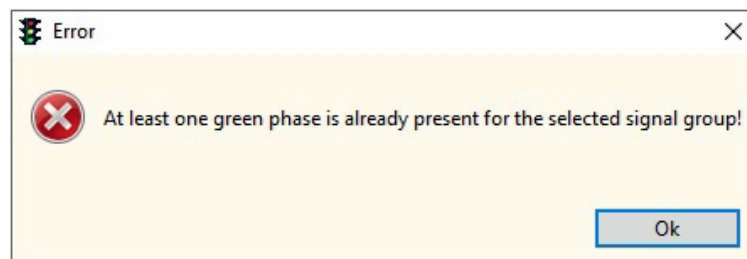 Error
At least one green phase is already present for the selected signal group!
Ok